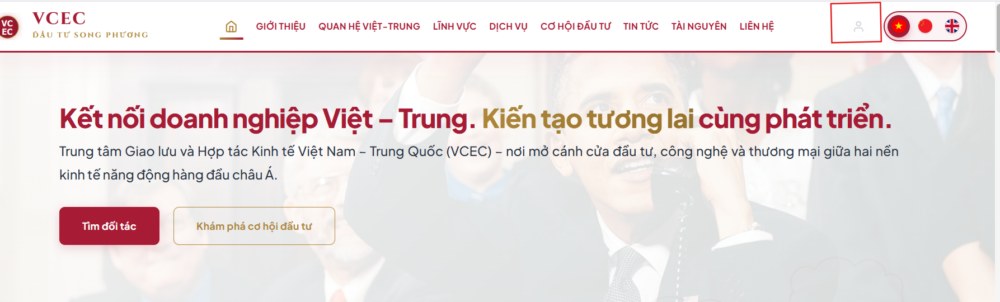 VC
EC
VCEC
ĐẦU TƯ SONG PHƯƠNG
GIỚI THIỆU QUAN HỆ VIỆT-TRUNG LĨNH VỰC DỊCH VỤ CƠ HỘI ĐẦU TƯ TIN TỨC TÀI NGUYÊN LIÊN HỆ
Kết nối doanh nghiệp Việt – Trung. Kiến tạo tương lai cùng phát triển.
Trung tâm Giao lưu và Hợp tác Kinh tế Việt Nam – Trung Quốc (VCEC) – nơi mở cánh cửa đầu tư, công nghệ và thương mại giữa hai nền
kinh tế năng động hàng đầu châu Á.
Tìm đối tác Khám phá cơ hội đầu tư